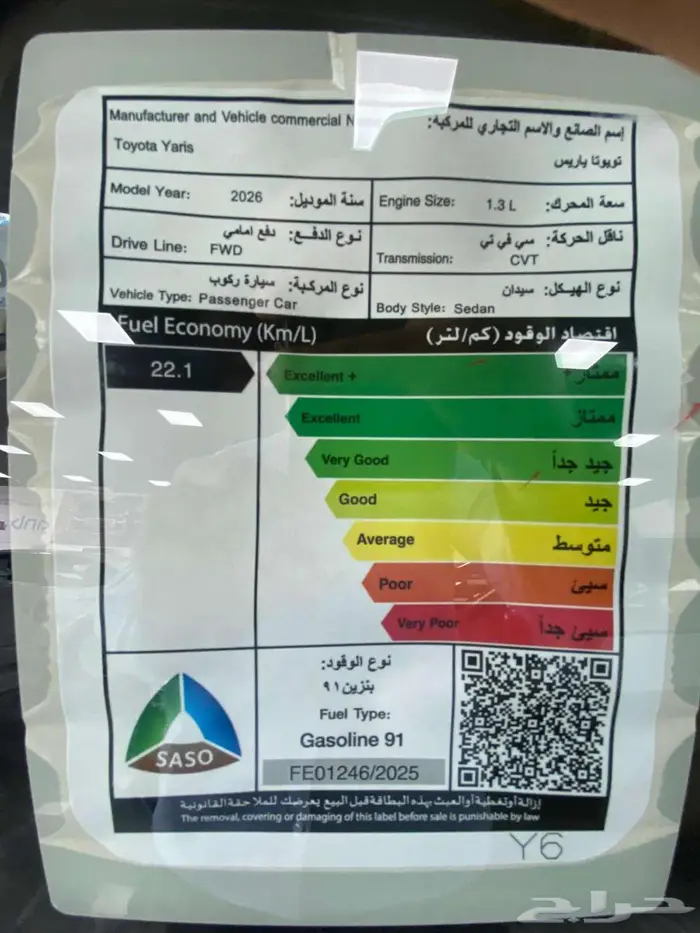 Manufacturer and Vehicle commercial N
إسم الصانع والاسم التجاري للمركبة:
Toyota Yaris
تويوتا ياريس
Model Year: 2026 سنة الموديل:
Engine Size: 1.3 L سعة المحرك:
نوع الدفع: دفع امامي
Drive Line: FWD
ناقل الحركة: سي في تي
Transmission: CVT
نوع المركبة: سيارة ركوب
Vehicle Type: Passenger Car
نوع الهيكل: سيدان
Body Style: Sedan
Fuel Economy (Km/L) اقتصاد الوقود (كم/لتر)
22.1
Excellent + ممتاز +
Excellent ممتاز
Very Good جيد جداً
Good جيد
Average متوسط
Poor سيئ
Very Poor سيئ جداً
نوع الوقود:
بنزين ٩١
Fuel Type:
Gasoline 91
FE01246/2025
SASO
إزالة أو تغطية أو العبث بهذه البطاقة قبل البيع يعرضك للملاحقة القانونية
The removal, covering or damaging of this label before sale is punishable by law
Y6
حراج